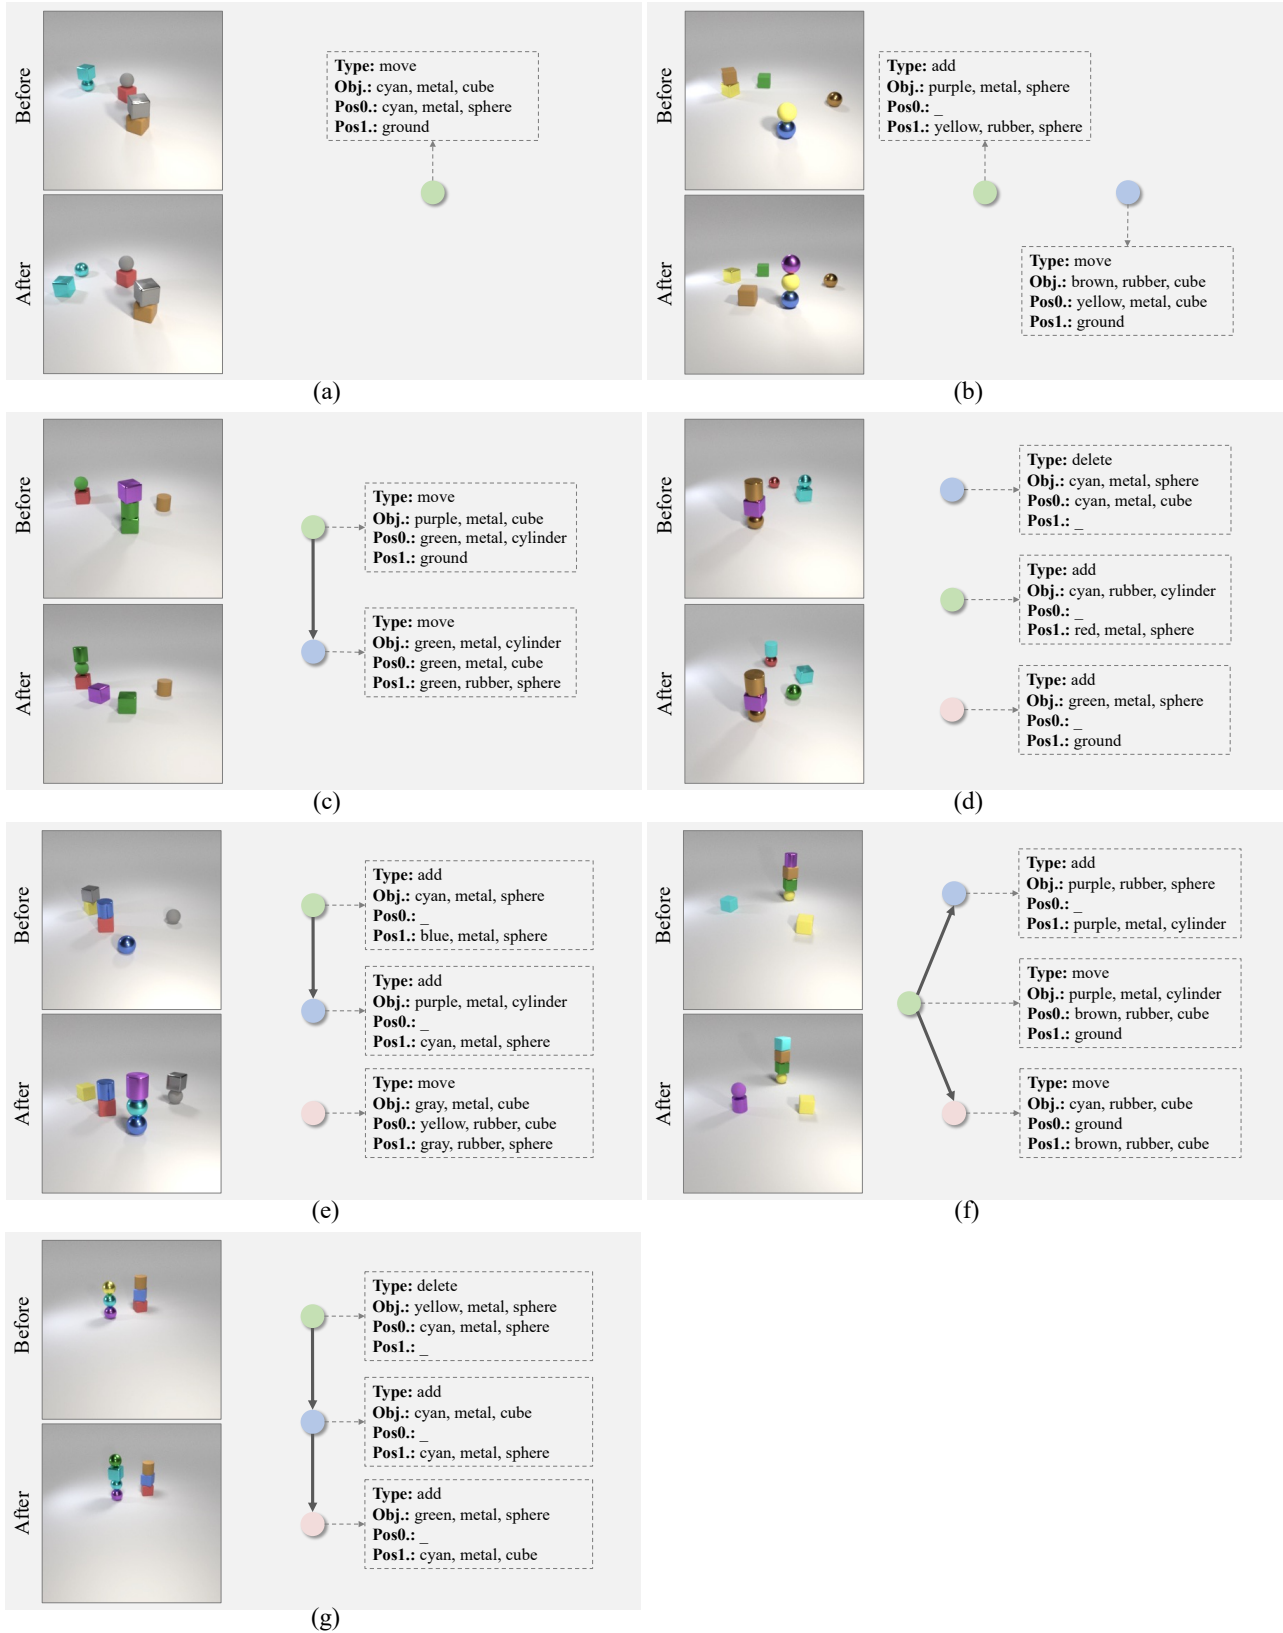 Before
After
Type: move
Obj.: cyan, metal, cube
Pos0.: cyan, metal, sphere
Pos1.: ground
(a)
Before
After
Type: add
Obj.: purple, metal, sphere
Pos0.: _
Pos1.: yellow, rubber, sphere
Type: move
Obj.: brown, rubber, cube
Pos0.: yellow, metal, cube
Pos1.: ground
(b)
Before
After
Type: move
Obj.: purple, metal, cube
Pos0.: green, metal, cylinder
Pos1.: ground
Type: move
Obj.: green, metal, cylinder
Pos0.: green, metal, cube
Pos1.: green, rubber, sphere
(c)
Before
After
Type: delete
Obj.: cyan, metal, sphere
Pos0.: cyan, metal, cube
Pos1.: _
Type: add
Obj.: cyan, rubber, cylinder
Pos0.: _
Pos1.: red, metal, sphere
Type: add
Obj.: green, metal, sphere
Pos0.: _
Pos1.: ground
(d)
Before
After
Type: add
Obj.: cyan, metal, sphere
Pos0.: _
Pos1.: blue, metal, sphere
Type: add
Obj.: purple, metal, cylinder
Pos0.: _
Pos1.: cyan, metal, sphere
Type: move
Obj.: gray, metal, cube
Pos0.: yellow, rubber, cube
Pos1.: gray, rubber, sphere
(e)
Before
After
Type: add
Obj.: purple, rubber, sphere
Pos0.: _
Pos1.: purple, metal, cylinder
Type: move
Obj.: purple, metal, cylinder
Pos0.: brown, rubber, cube
Pos1.: ground
Type: move
Obj.: cyan, rubber, cube
Pos0.: ground
Pos1.: brown, rubber, cube
(f)
Before
After
Type: delete
Obj.: yellow, metal, sphere
Pos0.: cyan, metal, sphere
Pos1.: _
Type: add
Obj.: cyan, metal, cube
Pos0.: _
Pos1.: cyan, metal, sphere
Type: add
Obj.: green, metal, sphere
Pos0.: _
Pos1.: cyan, metal, cube
(g)